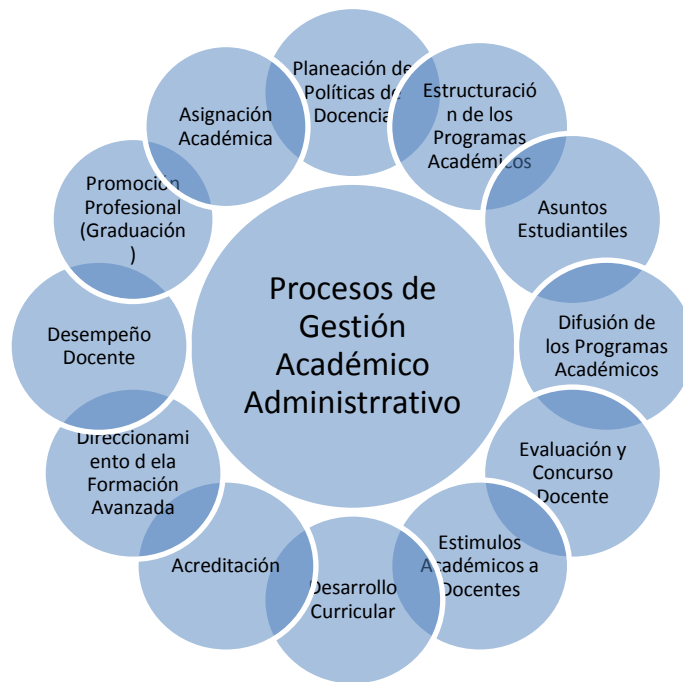 Planeación de
Políticas de
Docencia
Estructuració
n de los
Programas
Académicos
Asuntos
Estudiantiles
Difusión de
los Programas
Académicos
Evaluación y
Concurso
Docente
Estimulos
Académicos a
Docentes
Desarrollo
Curricular
Acreditación
Direccionami
ento d ela
Formación
Avanzada
Desempeño
Docente
Promoción
Profesional
(Graduación
)
Asignación
Académica
Procesos de
Gestión
Académico
Administrrativo